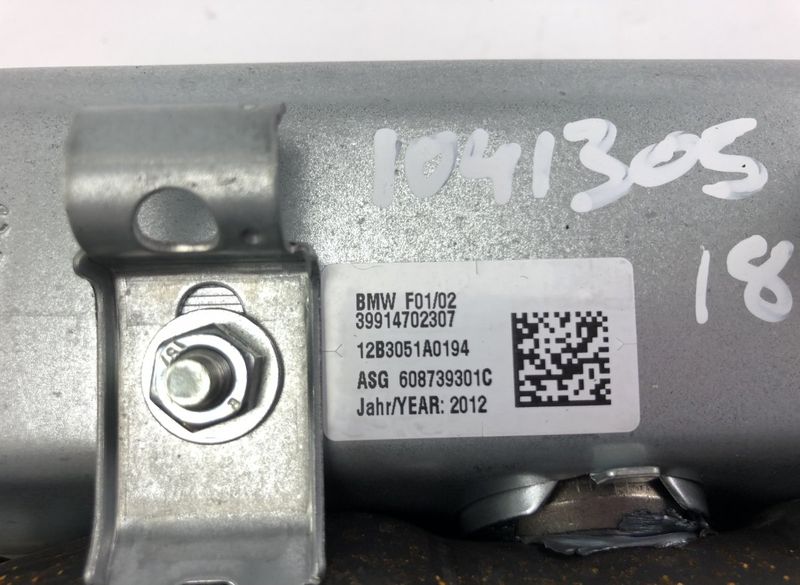 1041305
18
BMW F01/02
39914702307
12B3051A0194
ASG 608739301C
Jahr/YEAR: 2012